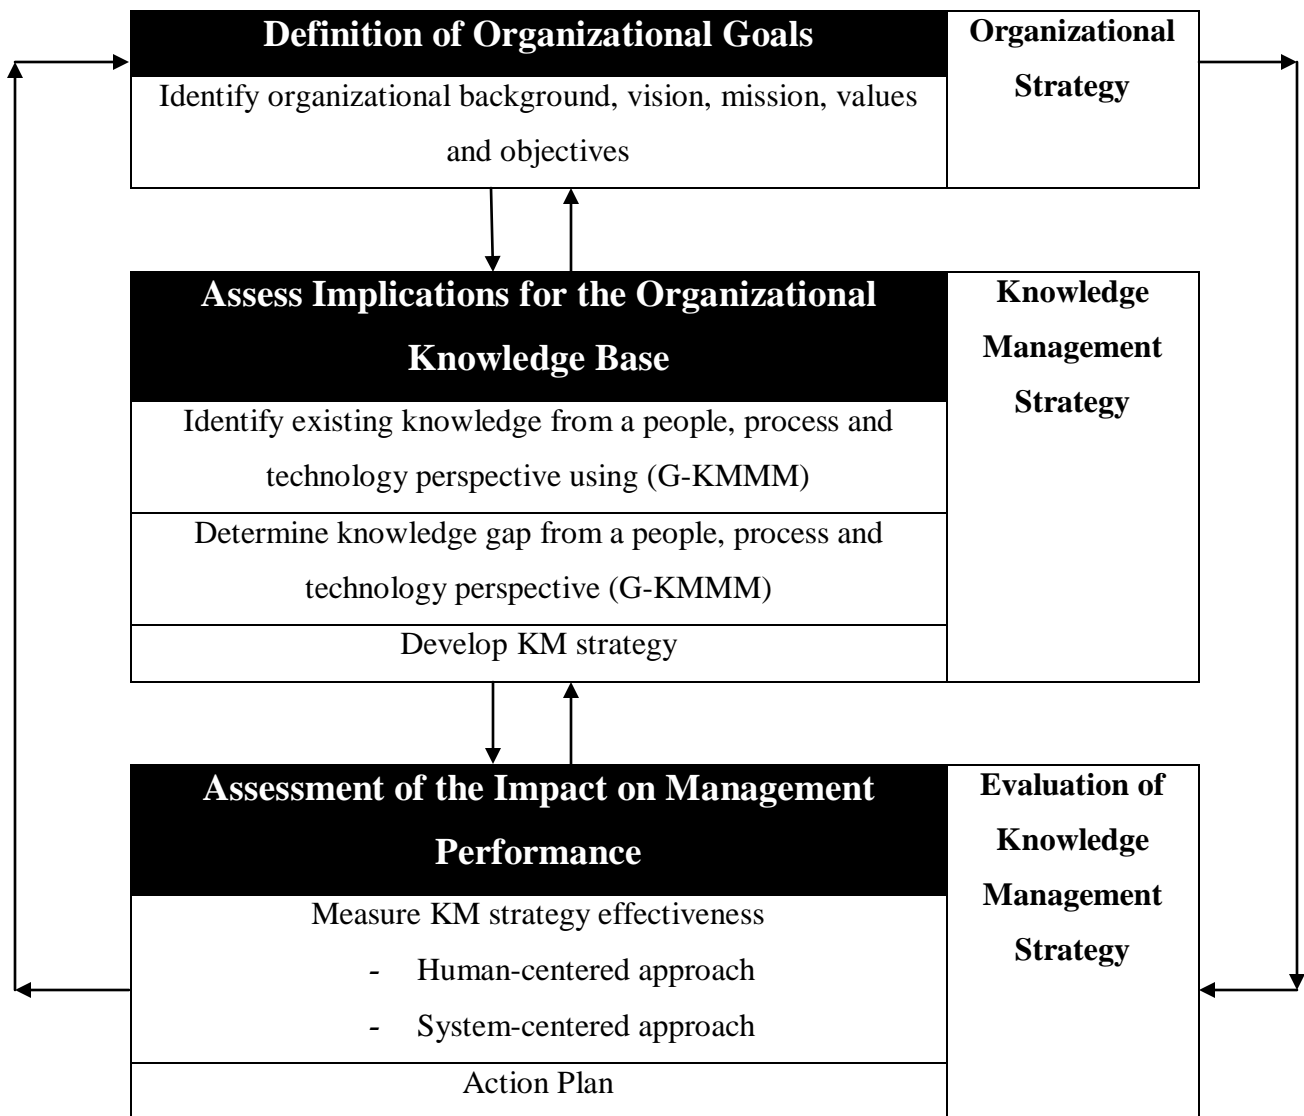 Definition of Organizational Goals
Identify organizational background, vision, mission, values
and objectives
Organizational
Strategy
Assess Implications for the Organizational
Knowledge Base
Identify existing knowledge from a people, process and
technology perspective using (G-KMMM)
Determine knowledge gap from a people, process and
technology perspective (G-KMMM)
Develop KM strategy
Knowledge
Management
Strategy
Assessment of the Impact on Management
Performance
Measure KM strategy effectiveness
- Human-centered approach
- System-centered approach
Action Plan
Evaluation of
Knowledge
Management
Strategy